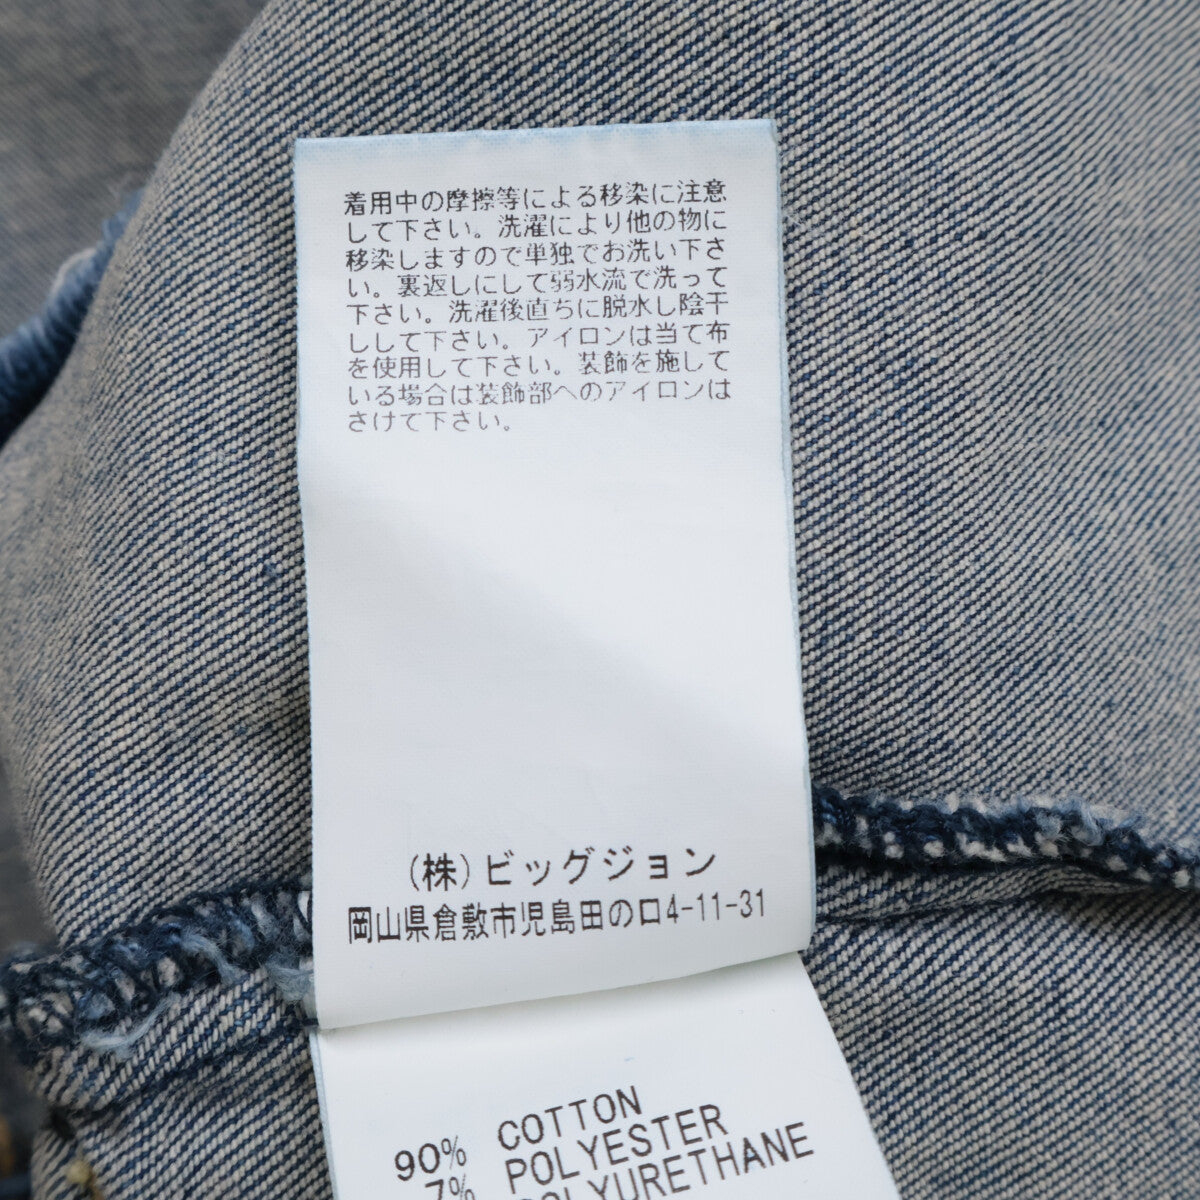 着用中の摩擦等による移染に注意
して下さい。洗濯により他の物に
移染しますので単独でお洗い下さ
い。裏返しにして弱水流で洗って
下さい。洗濯後直ちに脱水し陰干
しして下さい。アイロンは当て布
を使用して下さい。装飾を施して
いる場合は装飾部へのアイロンは
さけて下さい。
(株)ビッグジョン
岡山県倉敷市児島田の口4-11-31
90% COTTON
7% POLYESTER
POLYURETHANE